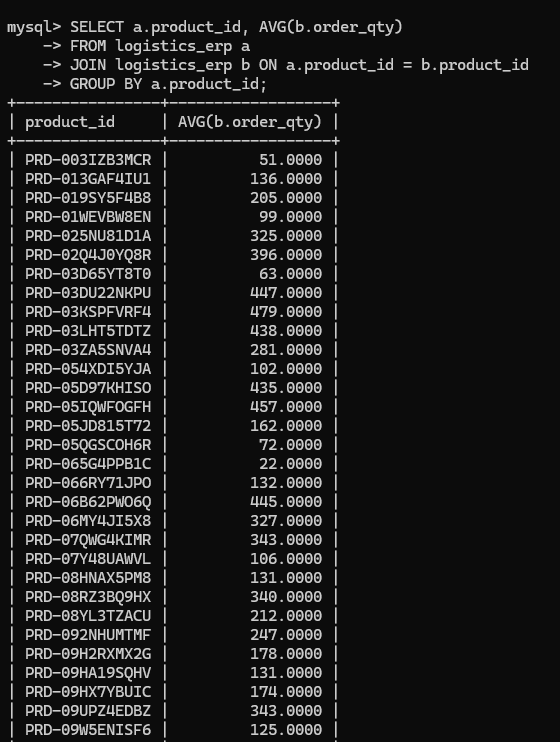 mysql> SELECT a.product_id, AVG(b.order_qty)
    -> FROM logistics_erp a
    -> JOIN logistics_erp b ON a.product_id = b.product_id
    -> GROUP BY a.product_id;
+----------------+------------------+
| product_id     | AVG(b.order_qty) |
+----------------+------------------+
| PRD-003IZB3MCR |          51.0000 |
| PRD-013GAF4IU1 |         136.0000 |
| PRD-019SY5F4B8 |         205.0000 |
| PRD-01WEVBW8EN |          99.0000 |
| PRD-025NU81D1A |         325.0000 |
| PRD-02Q4J0YQ8R |         396.0000 |
| PRD-03D65YT8T0 |          63.0000 |
| PRD-03DU22NKPU |         447.0000 |
| PRD-03KSPFVRF4 |         479.0000 |
| PRD-03LHT5TDTZ |         438.0000 |
| PRD-03ZA5SNVA4 |         281.0000 |
| PRD-054XDI5YJA |         102.0000 |
| PRD-05D97KHISO |         435.0000 |
| PRD-05IQWFOGFH |         457.0000 |
| PRD-05JD815T72 |         162.0000 |
| PRD-05QGSCOH6R |          72.0000 |
| PRD-065G4PPB1C |          22.0000 |
| PRD-066RY71JPO |         132.0000 |
| PRD-06B62PWO6Q |         445.0000 |
| PRD-06MY4JI5X8 |         327.0000 |
| PRD-07QWG4KIMR |         343.0000 |
| PRD-07Y48UAWVL |         106.0000 |
| PRD-08HNAX5PM8 |         131.0000 |
| PRD-08RZ3BQ9HX |         340.0000 |
| PRD-08YL3TZACU |         212.0000 |
| PRD-092NHUMTMF |         247.0000 |
| PRD-09H2RXMX2G |         178.0000 |
| PRD-09HA19SQHV |         131.0000 |
| PRD-09HX7YBUIC |         174.0000 |
| PRD-09UPZ4EDBZ |         343.0000 |
| PRD-09W5ENISF6 |         125.0000 |